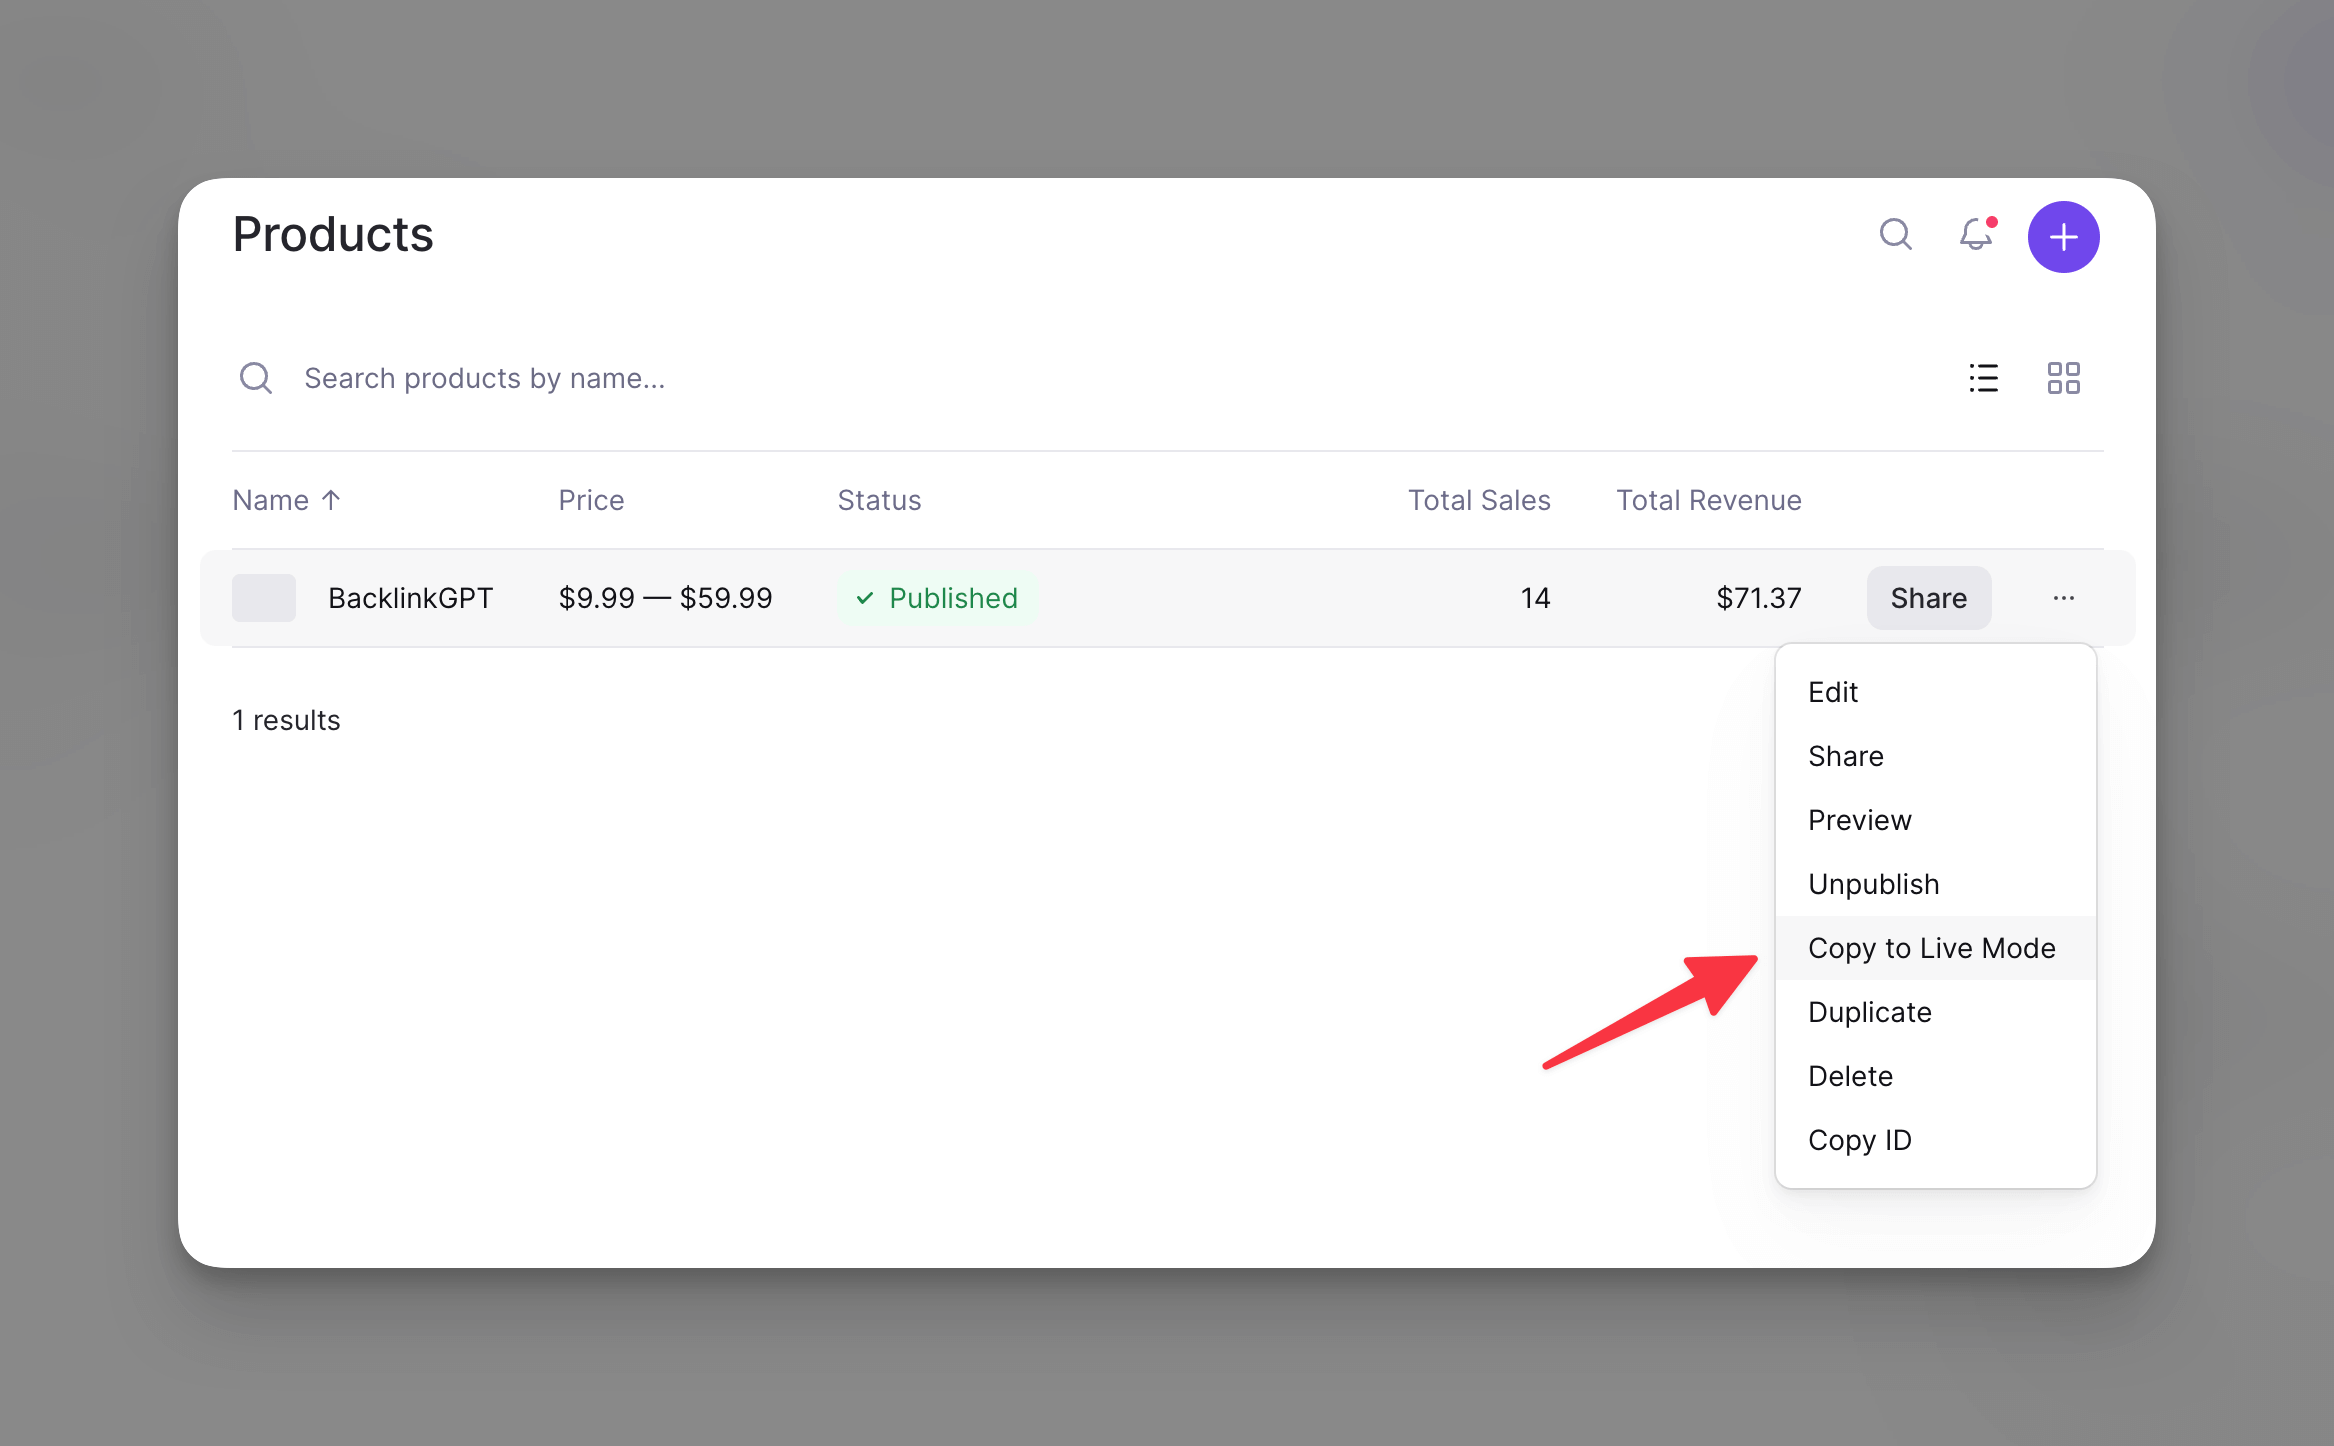 Products
Search products by name...
Name ↑ Price Status Total Sales Total Revenue
BacklinkGPT $9.99 — $59.99 Published 14 $71.37 Share ...
1 results
Edit
Share
Preview
Unpublish
Copy to Live Mode
Duplicate
Delete
Copy ID